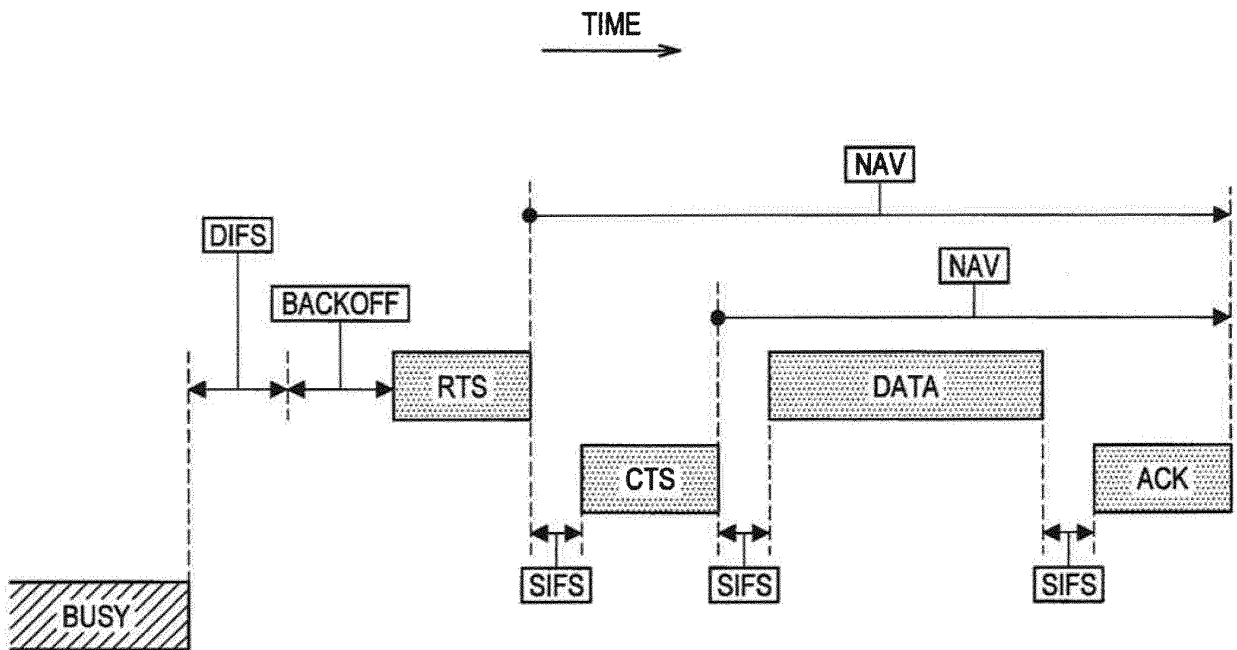 TIME
NAV
DIFS
NAV
BACKOFF
RTS
DATA
CTS
ACK
SIFS
SIFS
SIFS
BUSY